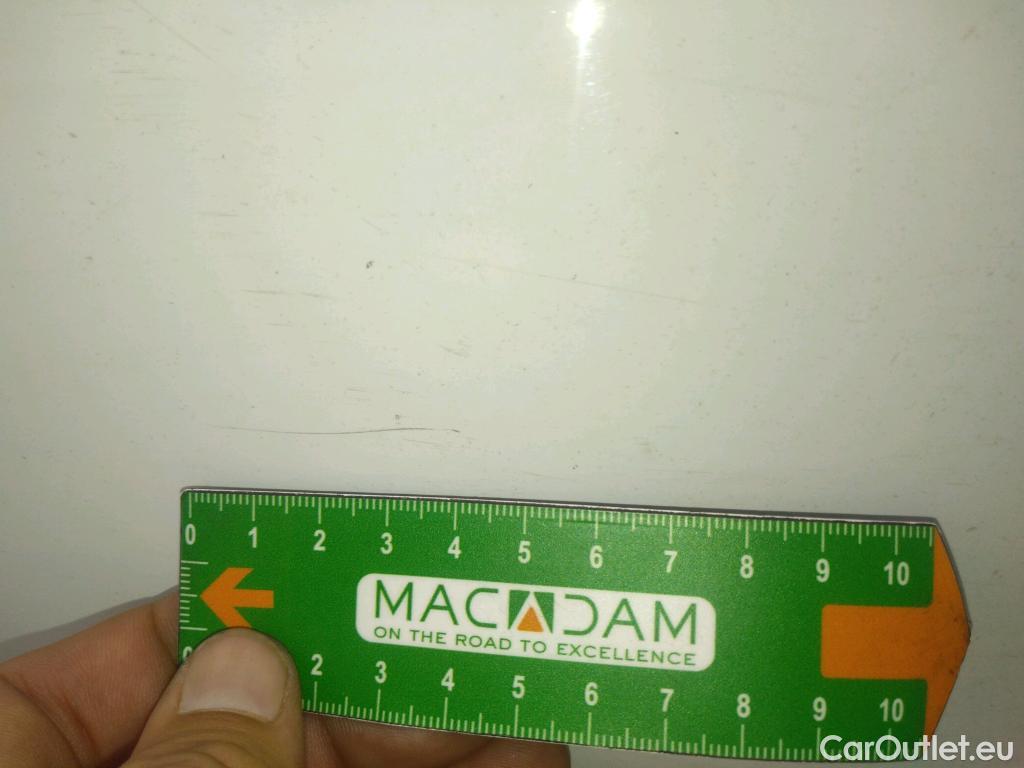 0 1 2 3 4 5 6 7 8 9 10
MACADAM
ON THE ROAD TO EXCELLENCE
0 2 3 4 5 6 7 8 9 10
CarOutlet.eu